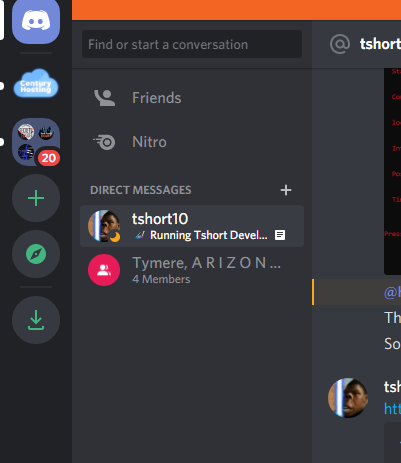 Find or start a conversation
@ tshort
Century
Hosting
Friends
20
Nitro
DIRECT MESSAGES +
tshort10
Running Tshort Devel...
Tymere, A R I Z O N ...
4 Members
@
Th
So
tsh
htt